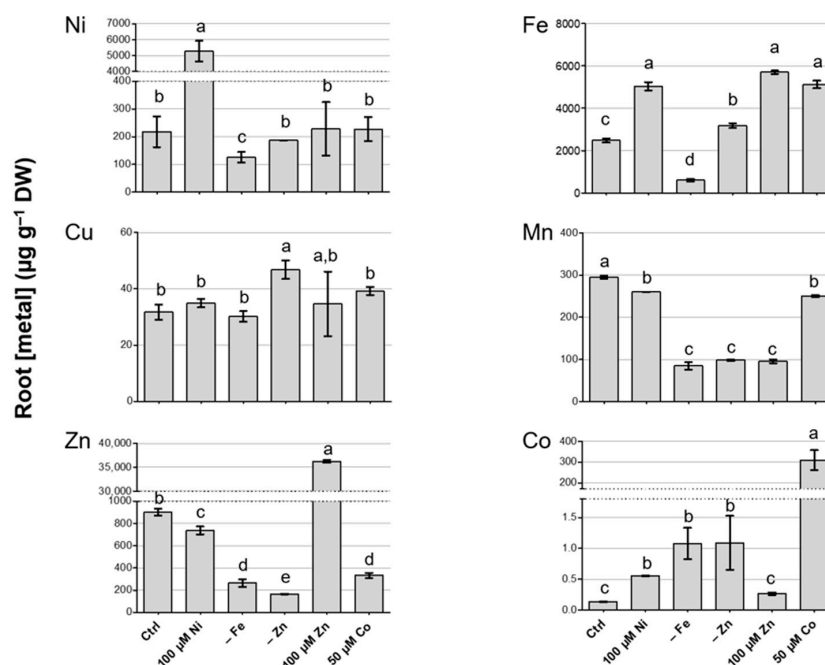 Root [metal] (µg g⁻¹ DW)
Ni
7000
6000
5000
4000
400
300
200
100
0
b
a
c
b
b
b
Fe
8000
6000
4000
2000
0
c
a
d
b
a
a
Cu
60
40
20
0
b
b
b
a
a,b
b
Mn
400
300
200
100
0
a
b
c
c
c
b
Zn
40,000
35,000
30,000
1000
800
600
400
200
0
b
c
d
e
a
d
Ctrl
100 µM Ni
– Fe
– Zn
100 µM Zn
50 µM Co
Co
400
300
200
1.5
1.0
0.5
0.0
c
b
b
b
c
a
Ctrl
100 µM Ni
– Fe
– Zn
100 µM Zn
50 µM Co